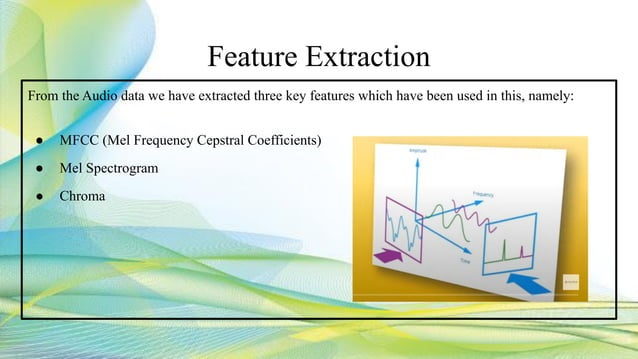 Feature Extraction
From the Audio data we have extracted three key features which have been used in this, namely:
● MFCC (Mel Frequency Cepstral Coefficients)
● Mel Spectrogram
● Chroma
Amplitude
Frequency
Time